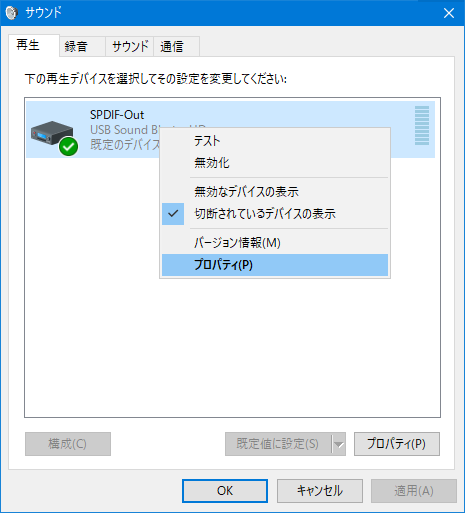 サウンド
再生
録音
サウンド
通信
下の再生デバイスを選択してその設定を変更してください:
SPDIF-Out
USB Sound
既定のデバイス
テスト
無効化
無効なデバイスの表示
切断されているデバイスの表示
バージョン情報(M)
プロパティ(P)
構成(C)
既定値に設定(S)
プロパティ(P)
OK
キャンセル
適用(A)